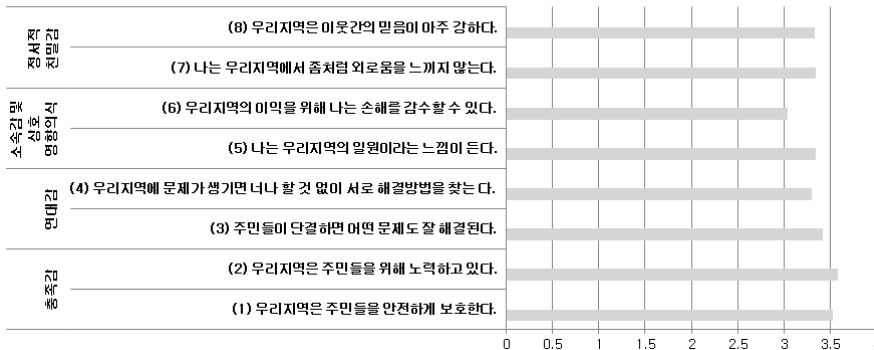 정서적
친밀감
(8) 우리지역은 이웃간의 믿음이 아주 강하다.
(7) 나는 우리지역에서 좀처럼 외로움을 느끼지 않는다.
소속감 및
상호
영향의식
(6) 우리지역의 이익을 위해 나는 손해를 감수할 수 있다.
(5) 나는 우리지역의 일원이라는 느낌이 든다.
연대감
(4) 우리지역에 문제가 생기면 너나 할 것 없이 서로 해결방법을 찾는다.
(3) 주민들이 단결하면 어떤 문제도 잘 해결된다.
충족감
(2) 우리지역은 주민들을 위해 노력하고 있다.
(1) 우리지역은 주민들을 안전하게 보호한다.
0 0.5 1 1.5 2 2.5 3 3.5